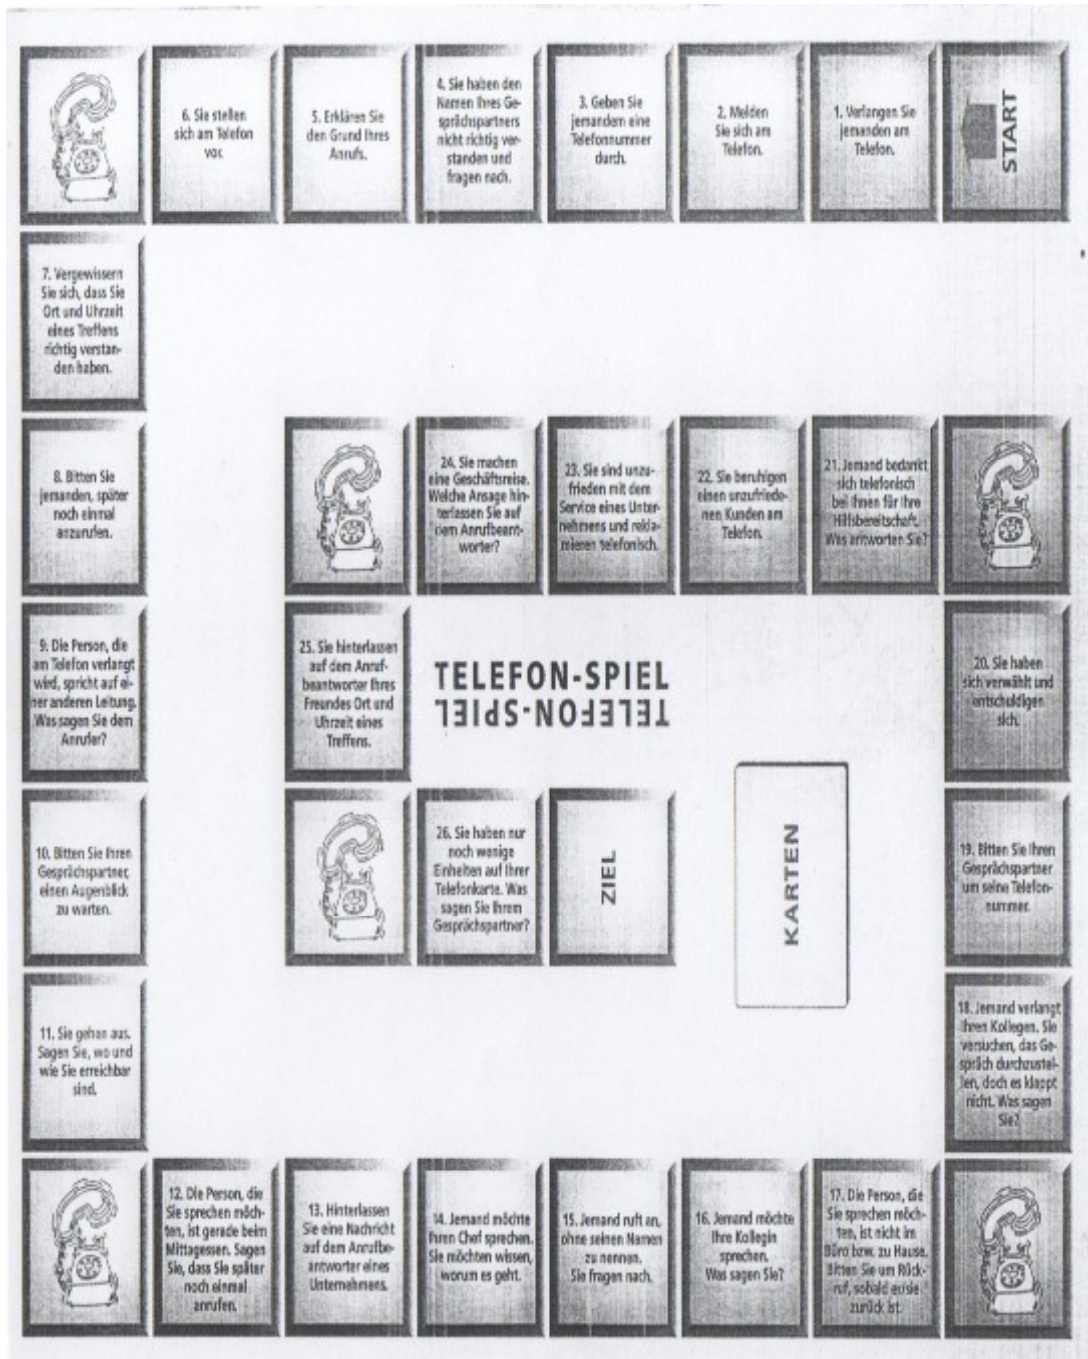 START
1. Verlangen Sie
jemanden am
Telefon.
2. Melden
Sie sich am
Telefon.
3. Geben Sie
jemandem eine
Telefonnummer
durch.
4. Sie haben den
Namen Ihres Ge-
sprächspartners
nicht richtig ver-
standen und
fragen nach.
5. Erklären Sie
den Grund Ihres
Anrufs.
6. Sie stellen
sich am Telefon
vor.
7. Vergewissern
Sie sich, dass Sie
Ort und Uhrzeit
eines Treffens
richtig verstan-
den haben.
8. Bitten Sie
jemanden, später
noch einmal
anzurufen.
9. Die Person, die
am Telefon verlangt
wird, spricht auf ei-
ner anderen Leitung.
Was sagen Sie dem
Anrufer?
10. Bitten Sie Ihren
Gesprächspartner,
einen Augenblick
zu warten.
11. Sie gehen aus.
Sagen Sie, wo und
wie Sie erreichbar
sind.
12. Die Person, die
Sie sprechen möch-
ten, ist gerade beim
Mittagessen. Sagen
Sie, dass Sie später
noch einmal
anrufen.
13. Hinterlassen
Sie eine Nachricht
auf dem Anrufbe-
antworter eines
Unternehmens.
14. Jemand möchte
Ihren Chef sprechen.
Sie möchten wissen,
worum es geht.
15. Jemand ruft an,
ohne seinen Namen
zu nennen.
Sie fragen nach.
16. Jemand möchte
Ihre Kollegin
sprechen.
Was sagen Sie?
17. Die Person, die
Sie sprechen möch-
ten, ist nicht im
Büro bzw. zu Hause.
Bitten Sie um Rück-
ruf, sobald er/sie
zurück ist.
18. Jemand verlangt
Ihren Kollegen. Sie
versuchen, das Ge-
spräch durchzustel-
len, doch es klappt
nicht. Was sagen
Sie?
19. Bitten Sie Ihren
Gesprächspartner
um seine Telefon-
nummer.
20. Sie haben
sich verwählt und
entschuldigen
sich.
21. Jemand bedankt
sich telefonisch
bei Ihnen für Ihre
Hilfsbereitschaft.
Was antworten Sie?
22. Sie beruhigen
einen unzufriede-
nen Kunden am
Telefon.
23. Sie sind unzu-
frieden mit dem
Service eines Unter-
nehmens und rekla-
mieren telefonisch.
24. Sie machen
eine Geschäftsreise.
Welche Ansage hin-
terlassen Sie auf
dem Anrufbeant-
worter?
25. Sie hinterlassen
auf dem Anruf-
beantworter Ihres
Freundes Ort und
Uhrzeit eines
Treffens.
26. Sie haben nur
noch wenige
Einheiten auf Ihrer
Telefonkarte. Was
sagen Sie Ihrem
Gesprächspartner?
ZIEL
TELEFON-SPIEL
TELEFON-SPIEL
KARTEN